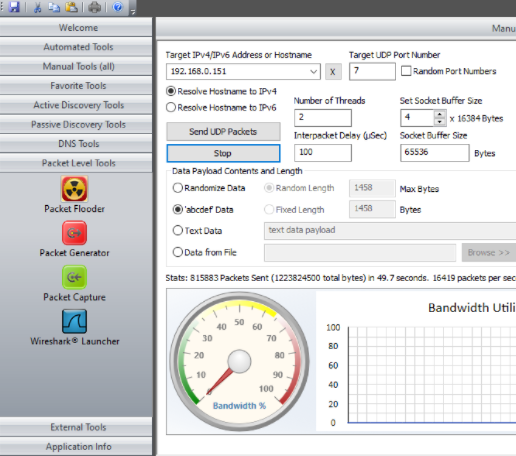 Welcome
Automated Tools
Manual Tools (all)
Favorite Tools
Active Discovery Tools
Passive Discovery Tools
DNS Tools
Packet Level Tools
Packet Flooder
Packet Generator
Packet Capture
Wireshark® Launcher
External Tools
Application Info
Manu
Target IPv4/IPv6 Address or Hostname
Target UDP Port Number
192.168.0.151
X
7
Random Port Numbers
Resolve Hostname to IPv4
Resolve Hostname to IPv6
Number of Threads
Set Socket Buffer Size
2
4
x 16384 Bytes
Send UDP Packets
Interpacket Delay (µSec)
Socket Buffer Size
Stop
100
65536
Bytes
Data Payload Contents and Length
Randomize Data
Random Length
1458
Max Bytes
'abcdef' Data
Fixed Length
1458
Bytes
Text Data
text data payload
Data from File
Browse >>
Stats: 815883 Packets Sent (1223824500 total bytes) in 49.7 seconds. 16419 packets per sec
Bandwidth Utili
0
10
20
30
40
50
60
70
80
90
100
Bandwidth %
100
80
60
40
20
0